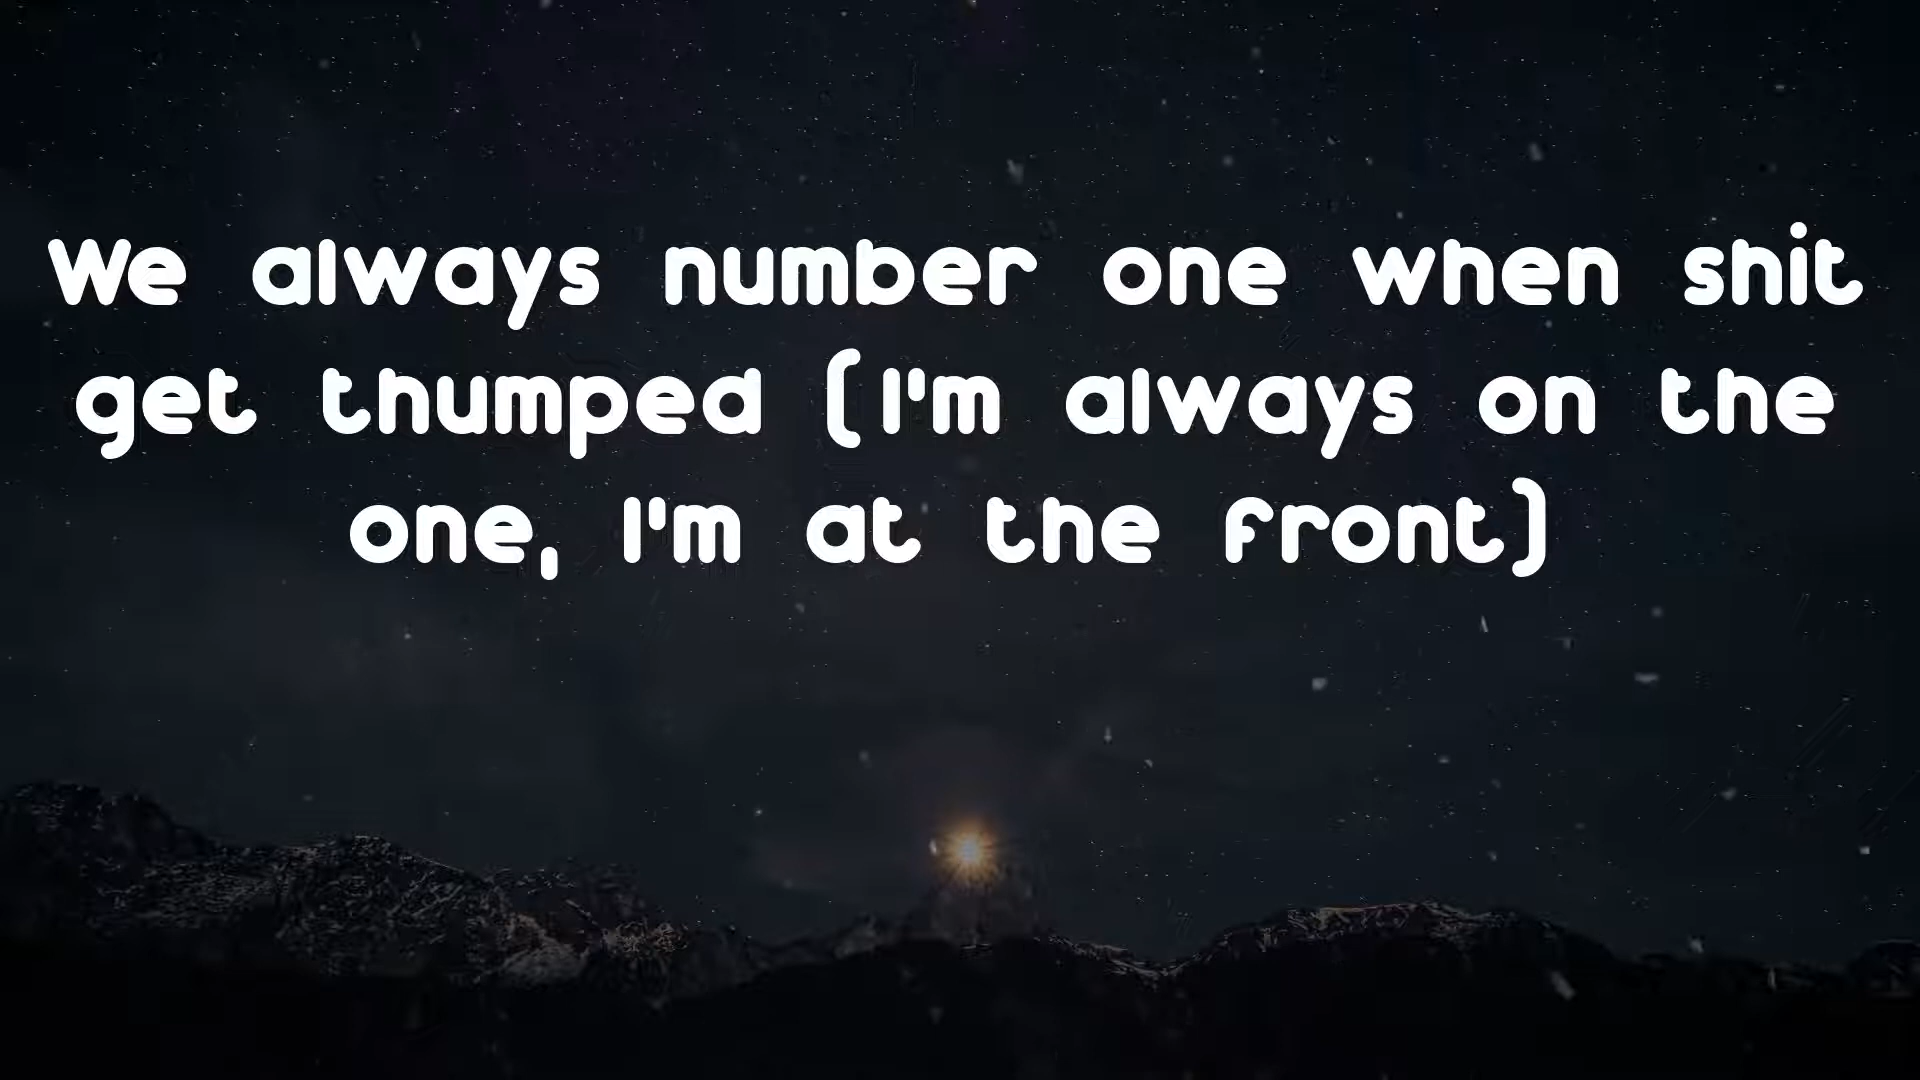 We always number one when shit
get thumped (I'm always on the
one, I'm at the front)